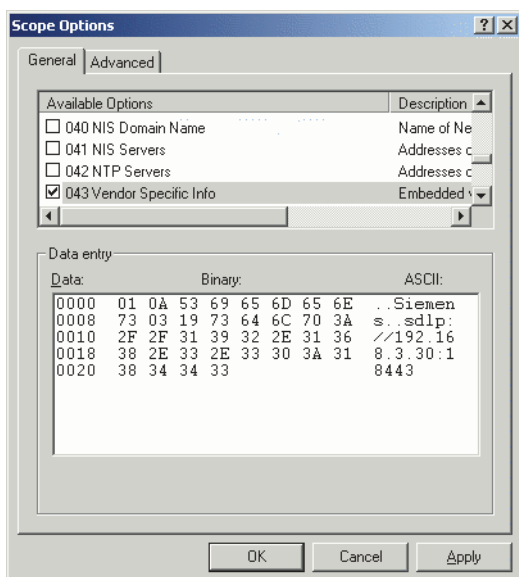 Scope Options
General Advanced
Available Options Description
040 NIS Domain Name Name of Ne
041 NIS Servers Addresses c
042 NTP Servers Addresses c
043 Vendor Specific Info Embedded
Data entry
Data: Binary: ASCII:
0000 01 0A 53 69 65 6D 65 6E ..Siemen
0008 73 03 19 73 64 6C 70 3A s..sdlp:
0010 2F 2F 31 39 32 2E 31 36 //192.16
0018 38 2E 33 2E 33 30 3A 31 8.3.30:1
0020 38 34 34 33 8443
OK Cancel Apply